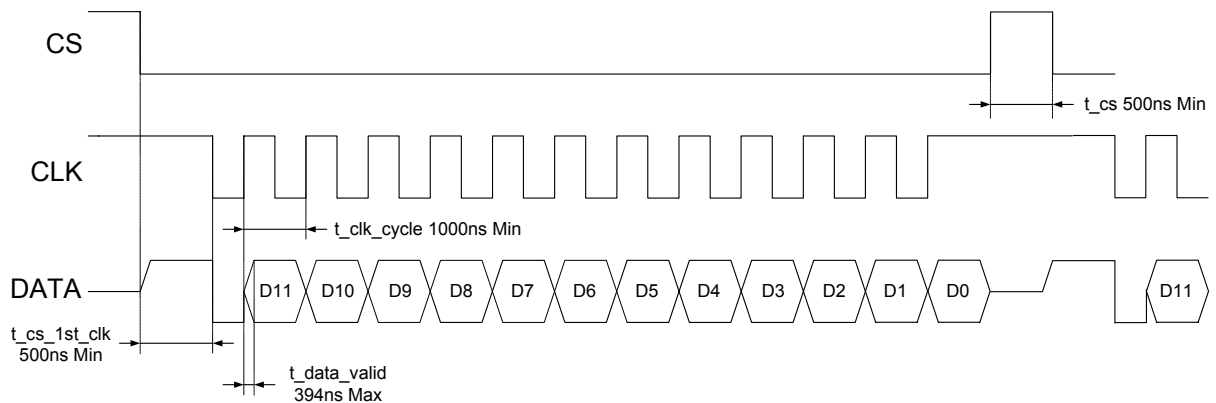 CS
t_cs 500ns Min
CLK
t_clk_cycle 1000ns Min
DATA
D11 D10 D9 D8 D7 D6 D5 D4 D3 D2 D1 D0 D11
t_cs_1st_clk
500ns Min
t_data_valid
394ns Max